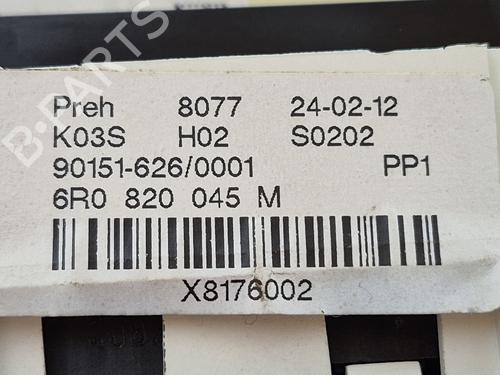 Preh 8077 24-02-12
K03S H02 S0202
90151-626/0001 PP1
6R0 820 045 M
X8176002
B-PARTS